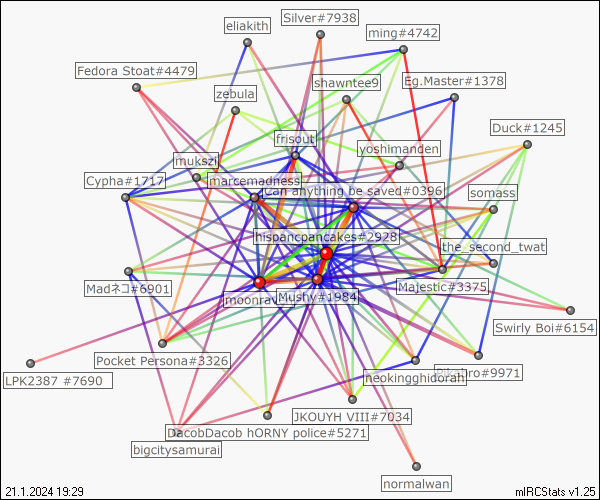 Silver#7938
eliakith
ming#4742
Fedora Stoat#4479
shawntee9
Eg.Master#1378
zebula
Duck#1245
frisout
yoshimanden
mukszi
Cypha#1717
marcemadness
Can anything be saved#0396
somass
hispancpancakes#2928
the_second_twat
Madネコ#6901
moonrav
Mushy#1984
Majestic#3375
Swirly Boi#6154
Pocket Persona#3326
LPK2387 #7690
neokingghidorah
#9971
JKOUYH VIII#7034
DacobDacob hORNY police#5271
bigcitysamurai
normalwan
21.1.2024 19:29
mIRCStats v1.25